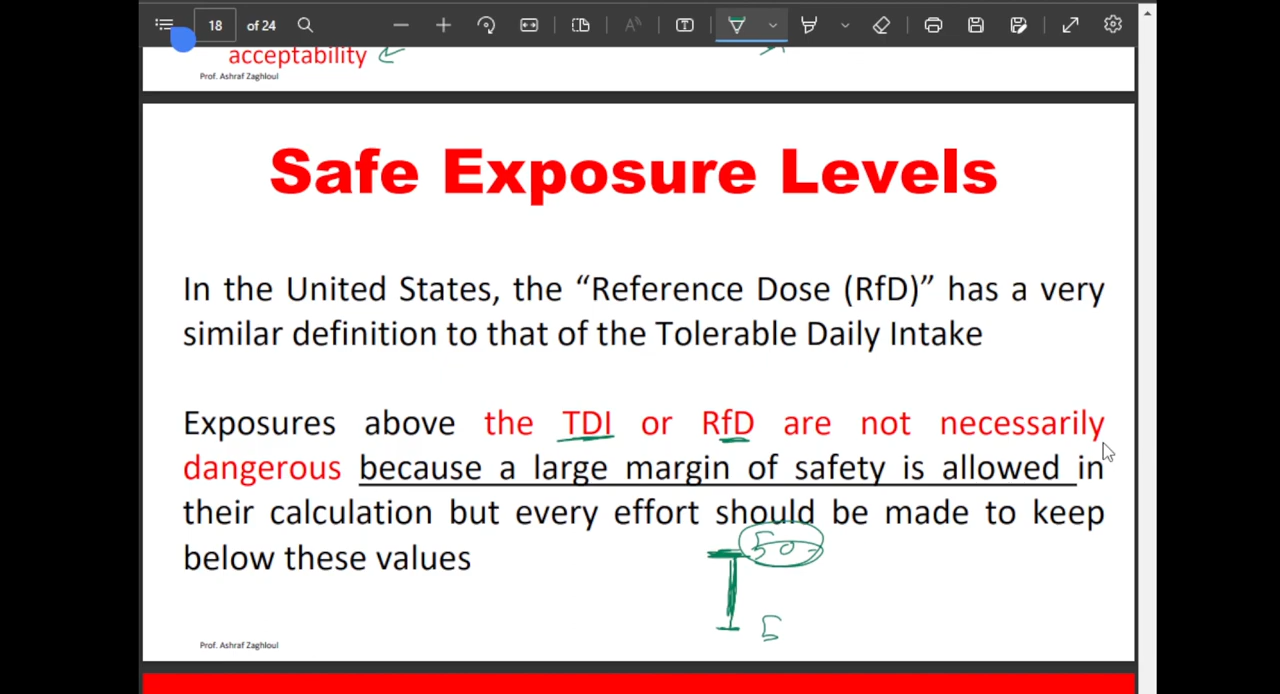 18 of 24
acceptability
Prof. Ashraf Zaghloul
Safe Exposure Levels
In the United States, the “Reference Dose (RfD)” has a very
similar definition to that of the Tolerable Daily Intake
Exposures above the TDI or RfD are not necessarily
dangerous because a large margin of safety is allowed in
their calculation but every effort should be made to keep
below these values
50
5
Prof. Ashraf Zaghloul